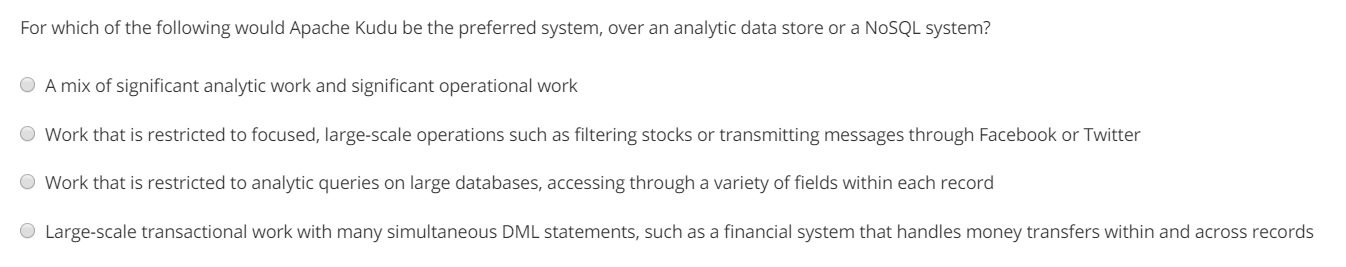 For which of the following would Apache Kudu be the preferred system, over an analytic data store or a NoSQL system?
A mix of significant analytic work and significant operational work
Work that is restricted to focused, large-scale operations such as filtering stocks or transmitting messages through Facebook or Twitter
Work that is restricted to analytic queries on large databases, accessing through a variety of fields within each record
Large-scale transactional work with many simultaneous DML statements, such as a financial system that handles money transfers within and across records